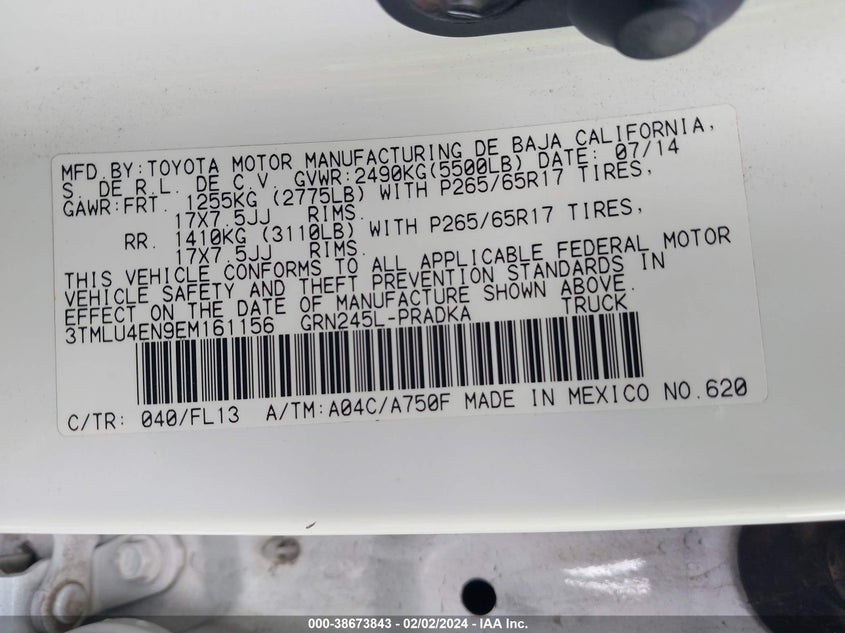 MFD.BY:TOYOTA MOTOR MANUFACTURING DE BAJA CALIFORNIA,
S. DE R.L. DE C.V. GVWR:2490KG(5500LB) DATE: 07/14
GAWR:FRT. 1255KG (2775LB) WITH P265/65R17 TIRES,
17X7.5JJ RIMS.
RR. 1410KG (3110LB) WITH P265/65R17 TIRES,
17X7.5JJ RIMS.
THIS VEHICLE CONFORMS TO ALL APPLICABLE FEDERAL MOTOR
VEHICLE SAFETY AND THEFT PREVENTION STANDARDS IN
EFFECT ON THE DATE OF MANUFACTURE SHOWN ABOVE.
3TMLU4EN9EM161156 GRN245L-PRADKA TRUCK
C/TR: 040/FL13 A/TM:A04C/A750F MADE IN MEXICO NO.620
000-38673843 - 02/02/2024 - IAA Inc.